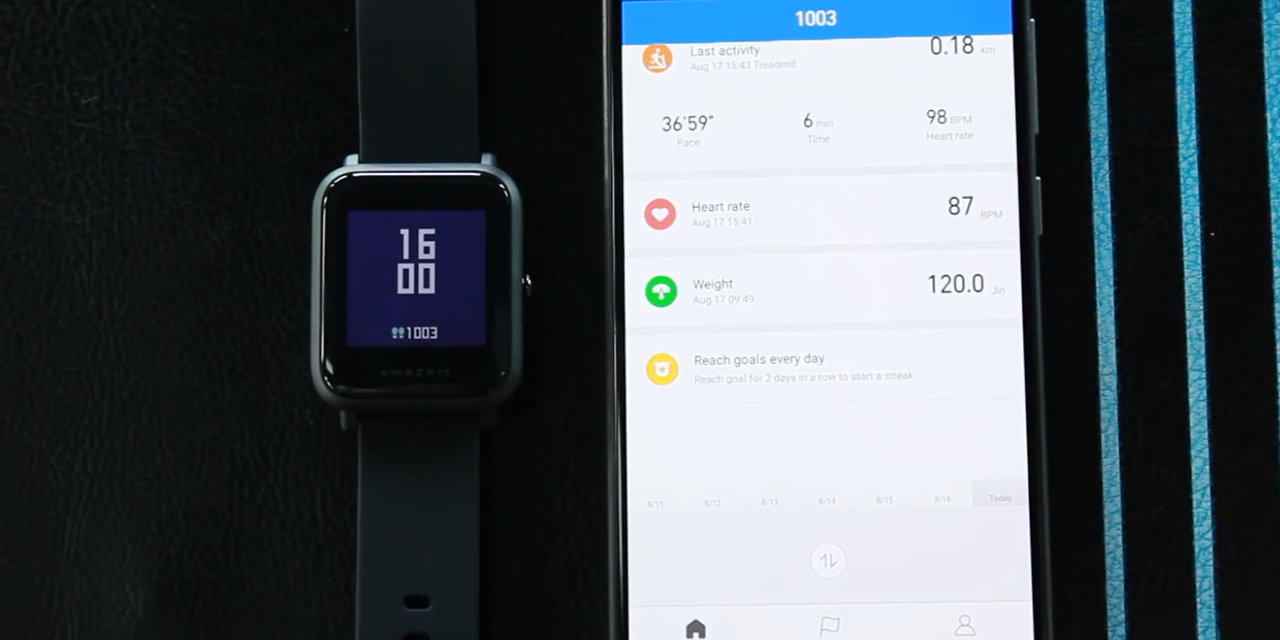 16
00
1003
AMAZFIT
1003
Last activity
Aug 17 15:43 Treadmill
0.18 km
36'59" 6 min 98 BPM
Pace Time Heart rate
Heart rate
Aug 17 15:41
87 BPM
Weight
Aug 17 09:49
120.0 Jin
Reach goals every day
Reach goal for 2 days in a row to start a streak
8/11 8/12 8/13 8/14 8/15 8/16 Today